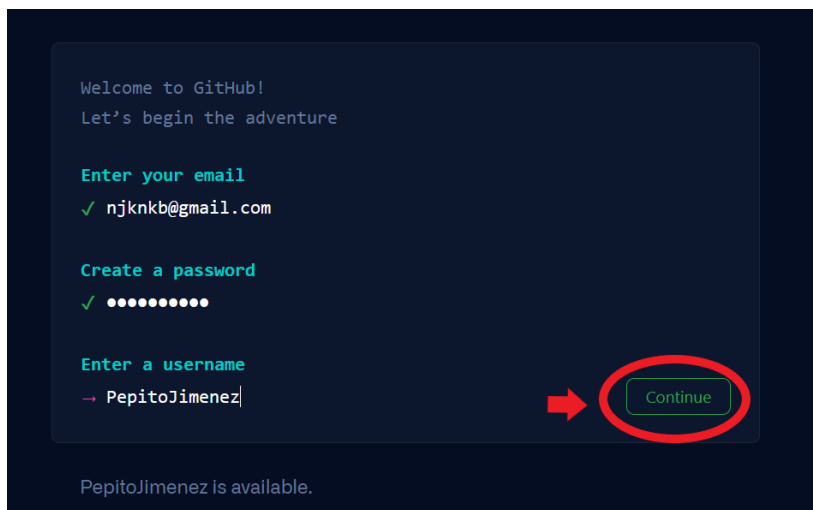 Welcome to GitHub!
Let’s begin the adventure
Enter your email
✓ njknkb@gmail.com
Create a password
✓ ●●●●●●●●●●
Enter a username
→ PepitoJimenez
Continue
PepitoJimenez is available.